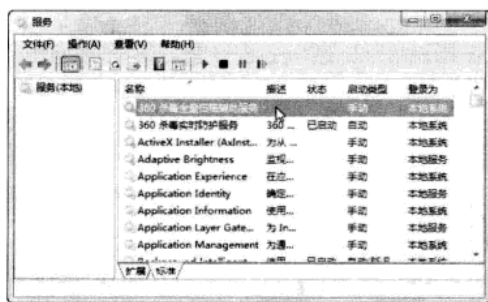 服务
文件(F) 操作(A) 查看(V) 帮助(H)
服务(本地)
名称 描述 状态 启动类型 登录为
360 杀毒全盘扫描辅助服务 手动 本地系统
360 杀毒实时防护服务 360 ... 已启动 自动 本地系统
ActiveX Installer (AxInst... 为从 ... 手动 本地系统
Adaptive Brightness 监视... 手动 本地服务
Application Experience 在应... 手动 本地系统
Application Identity 确定... 手动 本地服务
Application Information 使用... 手动 本地系统
Application Layer Gate... 为 In... 手动 本地服务
Application Management 为通... 手动 本地系统
扩展 标准